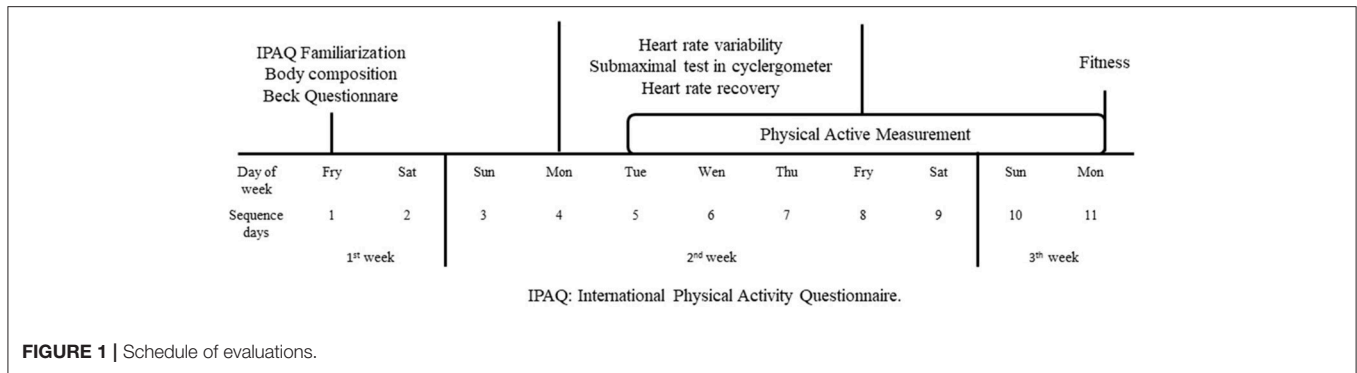 IPAQ Familiarization
Body composition
Beck Questionnare
Heart rate variability
Submaximal test in cyclergometer
Heart rate recovery
Fitness
Physical Active Measurement
Day of week Fry Sat Sun Mon Tue Wen Thu Fry Sat Sun Mon
Sequence days 1 2 3 4 5 6 7 8 9 10 11
1st week 2nd week 3th week
IPAQ: International Physical Activity Questionnaire.
FIGURE 1 | Schedule of evaluations.